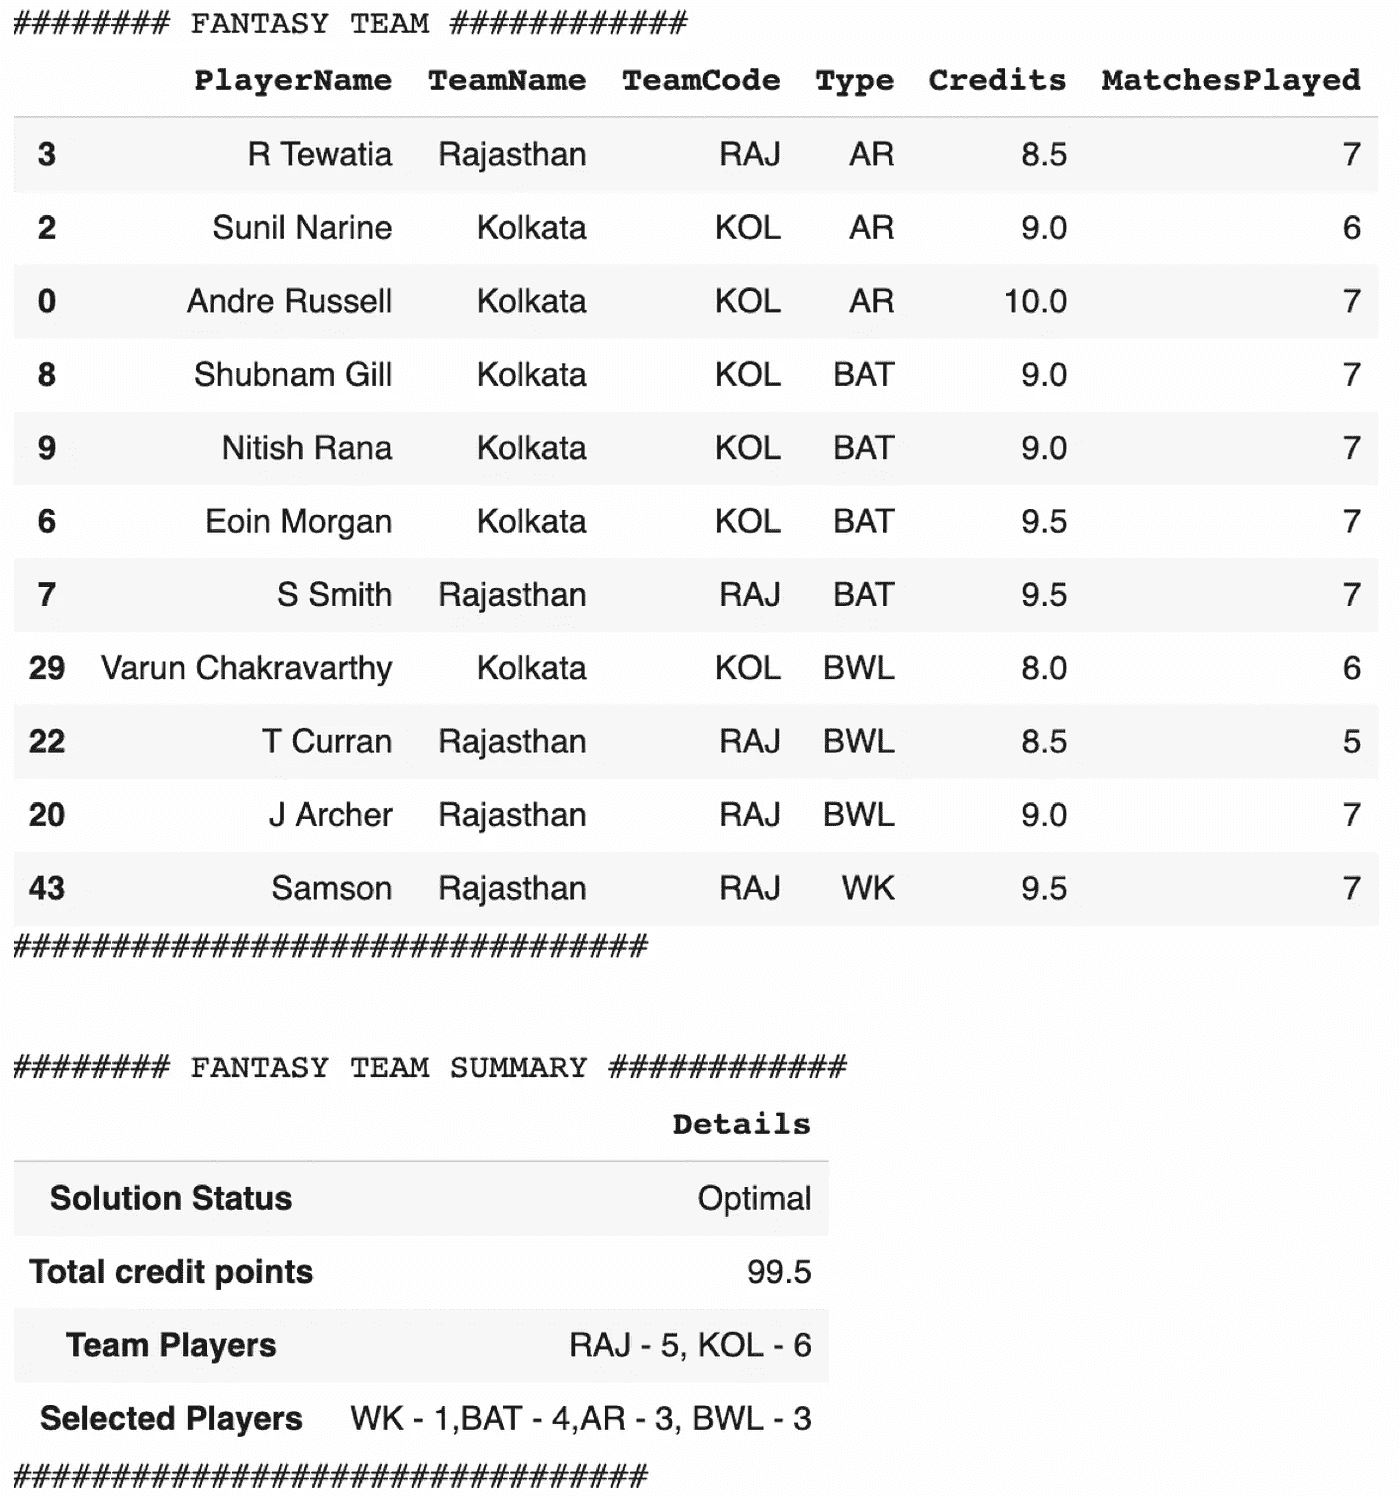 ######## FANTASY TEAM ############
PlayerName TeamName TeamCode Type Credits MatchesPlayed
3 R Tewatia Rajasthan RAJ AR 8.5 7
2 Sunil Narine Kolkata KOL AR 9.0 6
0 Andre Russell Kolkata KOL AR 10.0 7
8 Shubnam Gill Kolkata KOL BAT 9.0 7
9 Nitish Rana Kolkata KOL BAT 9.0 7
6 Eoin Morgan Kolkata KOL BAT 9.5 7
7 S Smith Rajasthan RAJ BAT 9.5 7
29 Varun Chakravarthy Kolkata KOL BWL 8.0 6
22 T Curran Rajasthan RAJ BWL 8.5 5
20 J Archer Rajasthan RAJ BWL 9.0 7
43 Samson Rajasthan RAJ WK 9.5 7
################################
######## FANTASY TEAM SUMMARY ############
Details
Solution Status Optimal
Total credit points 99.5
Team Players RAJ - 5, KOL - 6
Selected Players WK - 1,BAT - 4,AR - 3, BWL - 3
################################